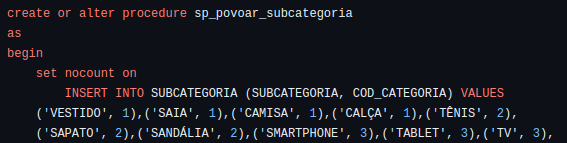 create or alter procedure sp_povoar_subcategoria
as
begin
set nocount on
INSERT INTO SUBCATEGORIA (SUBCATEGORIA, COD_CATEGORIA) VALUES
('VESTIDO', 1),('SAIA', 1),('CAMISA', 1),('CALÇA', 1),('TÊNIS', 2),
('SAPATO', 2),('SANDÁLIA', 2),('SMARTPHONE', 3),('TABLET', 3),('TV', 3),